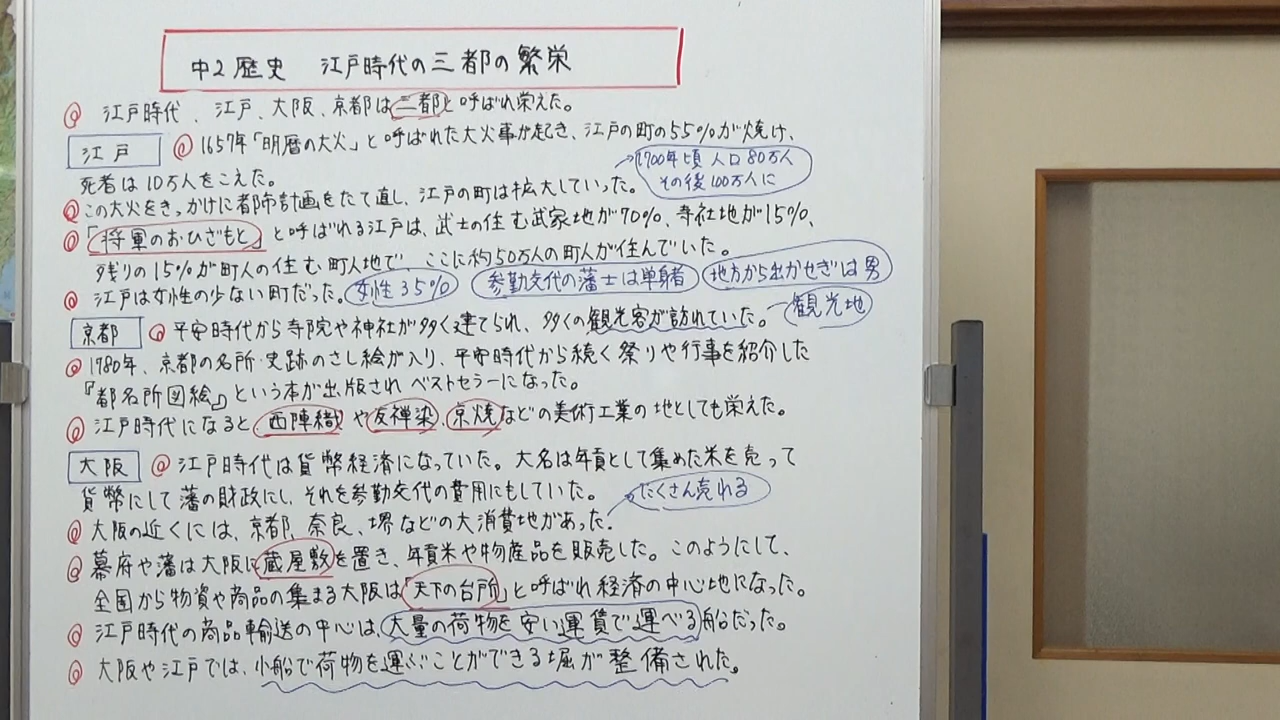 中2 歴史 江戸時代の三都の繁栄
江戸時代、江戸、大阪、京都は三都と呼ばれ栄えた。
江戸 1657年「明暦の大火」と呼ばれた大火事が起き、江戸の町の55%が焼け、
死者は10万人をこえた。
1700年頃 人口80万人
その後100万人に
この大火をきっかけに都市計画をたて直し、江戸の町は拡大していった。
「将軍のおひざもと」と呼ばれる江戸は、武士の住む武家地が70%、寺社地が15%、
残りの15%が町人の住む町人地で、ここに約50万人の町人が住んでいた。
江戸は女性の少ない町だった。 女性35% 参勤交代の藩士は単身者 地方から出かせぎは男
京都 平安時代から寺院や神社が多く建てられ、多くの観光客が訪れていた。 観光地
1980年、京都の名所・史跡のさし絵が入り、平安時代から続く祭りや行事を紹介した
『都名所図絵』という本が出版されベストセラーになった。
江戸時代になると西陣織や友禅染、京焼などの美術工業の地としても栄えた。
大阪 江戸時代は貨幣経済になっていた。大名は年貢として集めた米を売って
貨幣にして藩の財政にし、それを参勤交代の費用にもしていた。 たくさん売れる
大阪の近くには、京都、奈良、堺などの大消費地があった。
幕府や藩は大阪に蔵屋敷を置き、年貢米や物産品を販売した。このようにして、
全国から物資や商品の集まる大阪は「天下の台所」と呼ばれ経済の中心地になった。
江戸時代の商品輸送の中心は、大量の荷物を安い運賃で運べる船だった。
大阪や江戸では、小船で荷物を運ぶことができる堀が整備された。